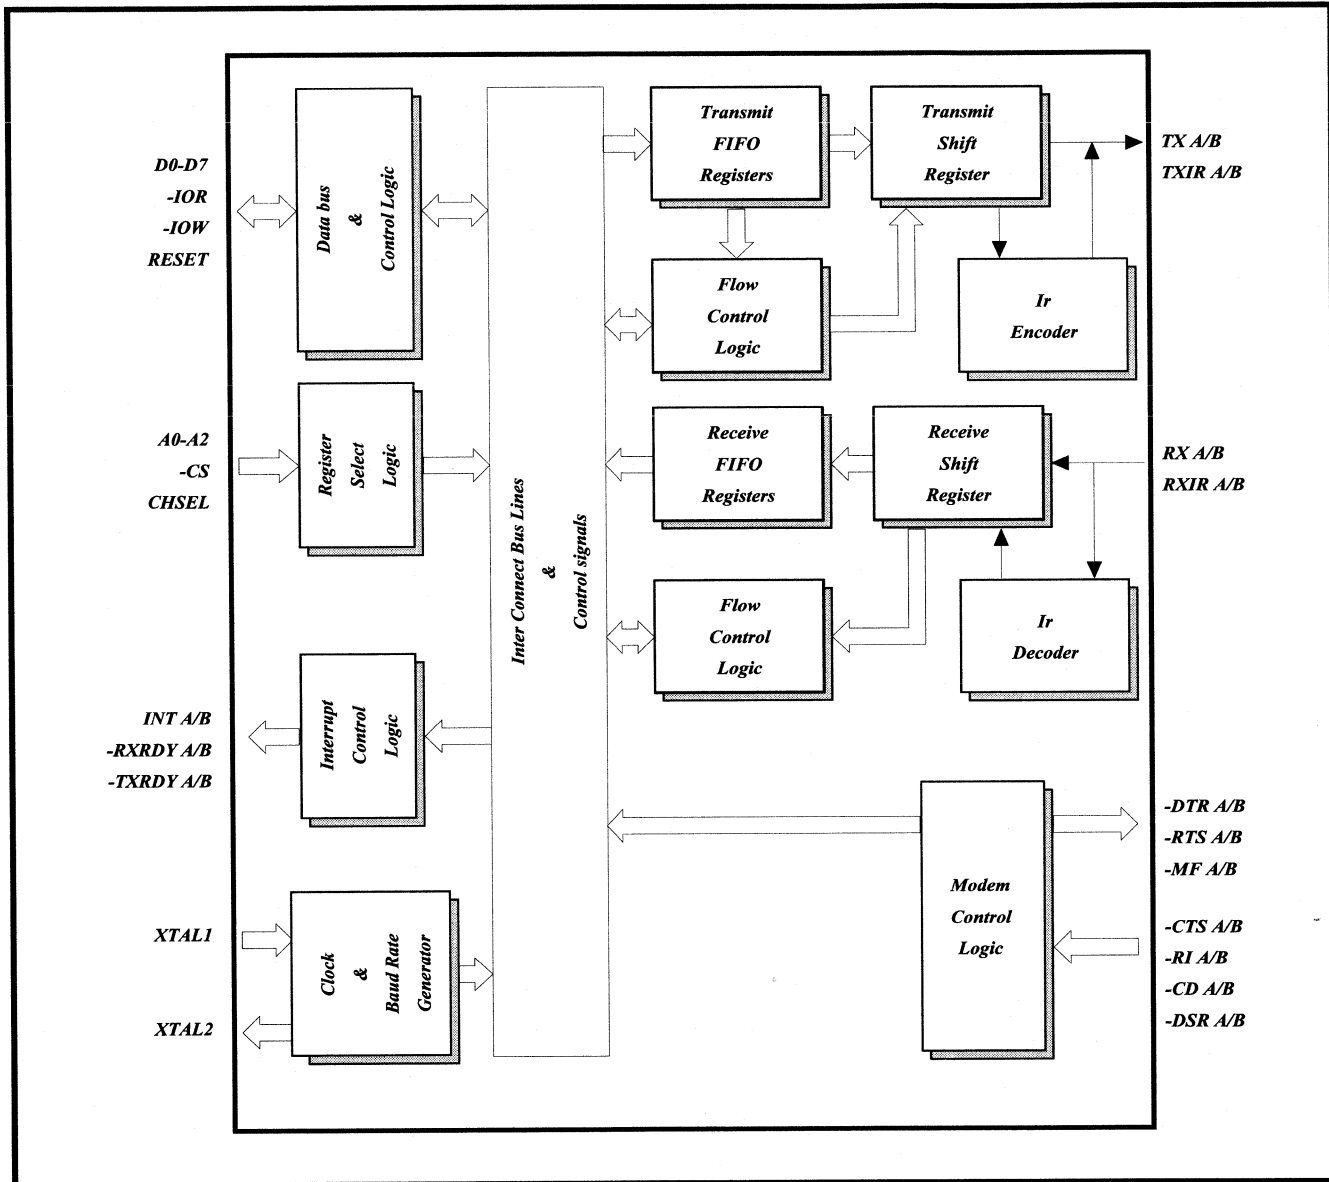 D0-D7
-IOR
-IOW
RESET
Data bus
&
Control Logic
A0-A2
-CS
CHSEL
Register
Select
Logic
INT A/B
-RXRDY A/B
-TXRDY A/B
Interrupt
Control
Logic
XTAL1
XTAL2
Clock
&
Baud Rate
Generator
Inter Connect Bus Lines
&
Control signals
Transmit
FIFO
Registers
Transmit
Shift
Register
TX A/B
TXIR A/B
Flow
Control
Logic
Ir
Encoder
Receive
FIFO
Registers
Receive
Shift
Register
RX A/B
RXIR A/B
Flow
Control
Logic
Ir
Decoder
Modem
Control
Logic
-DTR A/B
-RTS A/B
-MF A/B
-CTS A/B
-RI A/B
-CD A/B
-DSR A/B